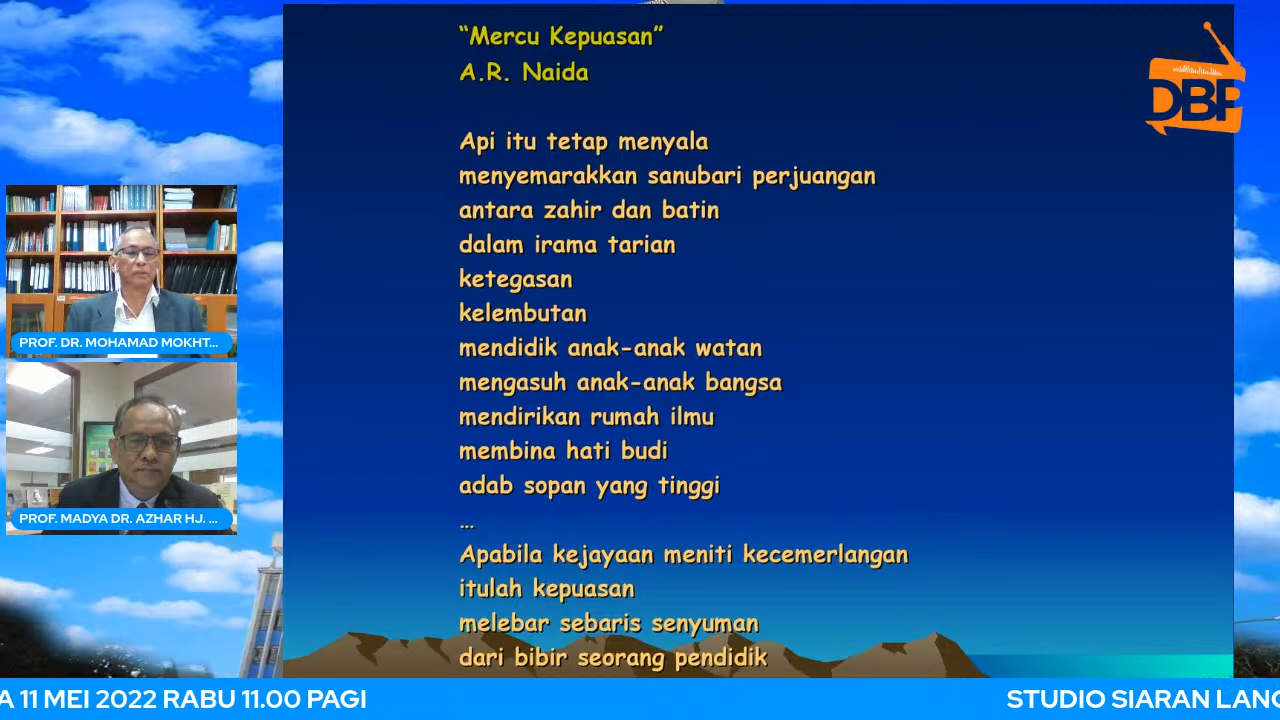 “Mercu Kepuasan”
A.R. Naida
Api itu tetap menyala
menyemarakkan sanubari perjuangan
antara zahir dan batin
dalam irama tarian
ketegasan
kelembutan
mendidik anak-anak watan
mengasuh anak-anak bangsa
mendirikan rumah ilmu
membina hati budi
adab sopan yang tinggi
...
Apabila kejayaan meniti kecemerlangan
itulah kepuasan
melebar sebaris senyuman
dari bibir seorang pendidik
DBP
PROF. DR. MOHAMAD MOKHT...
PROF. MADYA DR. AZHAR HJ. ...
A 11 MEI 2022 RABU 11.00 PAGI
STUDIO SIARAN LANG